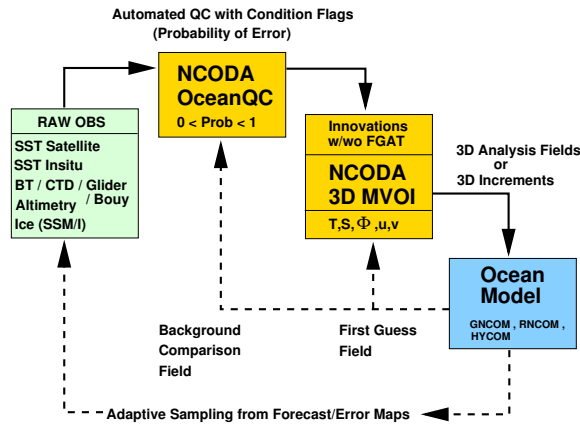 Automated QC with Condition Flags
(Probability of Error)
NCODA
OceanQC
0 < Prob < 1
RAW OBS
SST Satellite
SST Insitu
BT / CTD / Glider
/ Bouy
Altimetry
Ice (SSM/I)
Innovations
w/wo FGAT
NCODA
3D MVOI
T,S,Φ,u,v
3D Analysis Fields
or
3D Increments
Ocean
Model
GNCOM , RNCOM ,
HYCOM
Background
Comparison
Field
First Guess
Field
Adaptive Sampling from Forecast/Error Maps